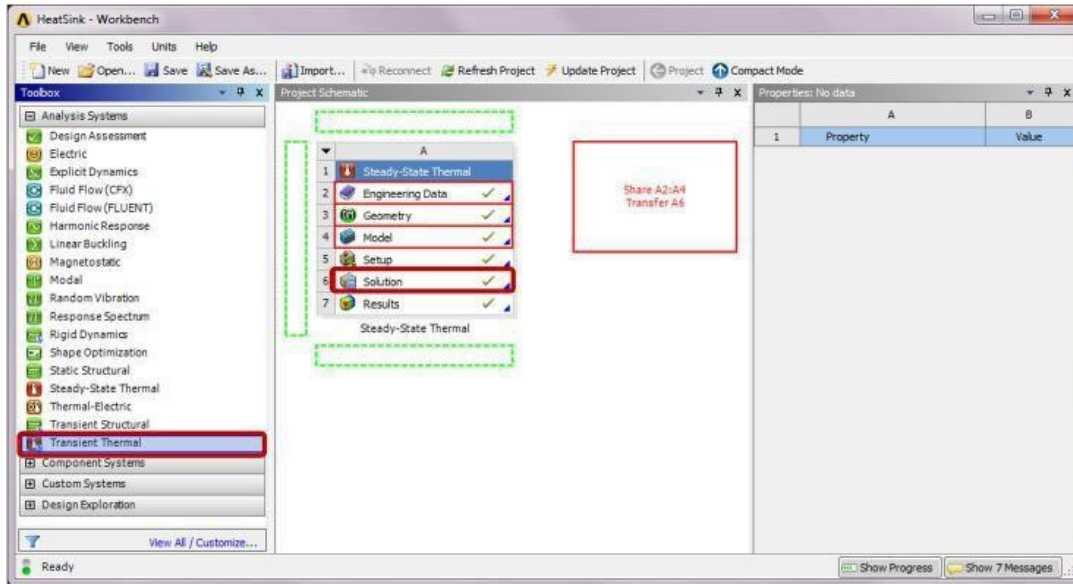 HeatSink - Workbench
File View Tools Units Help
New Open... Save Save As... Import... Reconnect Refresh Project Update Project Project Compact Mode
Toolbox
Project Schematic
Properties: No data
Analysis Systems
Design Assessment
Electric
Explicit Dynamics
Fluid Flow (CFX)
Fluid Flow (FLUENT)
Harmonic Response
Linear Buckling
Magnetostatic
Modal
Random Vibration
Response Spectrum
Rigid Dynamics
Shape Optimization
Static Structural
Steady-State Thermal
Thermal-Electric
Transient Structural
Transient Thermal
Component Systems
Custom Systems
Design Exploration
View All / Customize...
A
1 Steady-State Thermal
2 Engineering Data
3 Geometry
4 Model
5 Setup
6 Solution
7 Results
Steady-State Thermal
Share A2:A4
Transfer A6
A B
1 Property Value
Ready
Show Progress Show 7 Messages